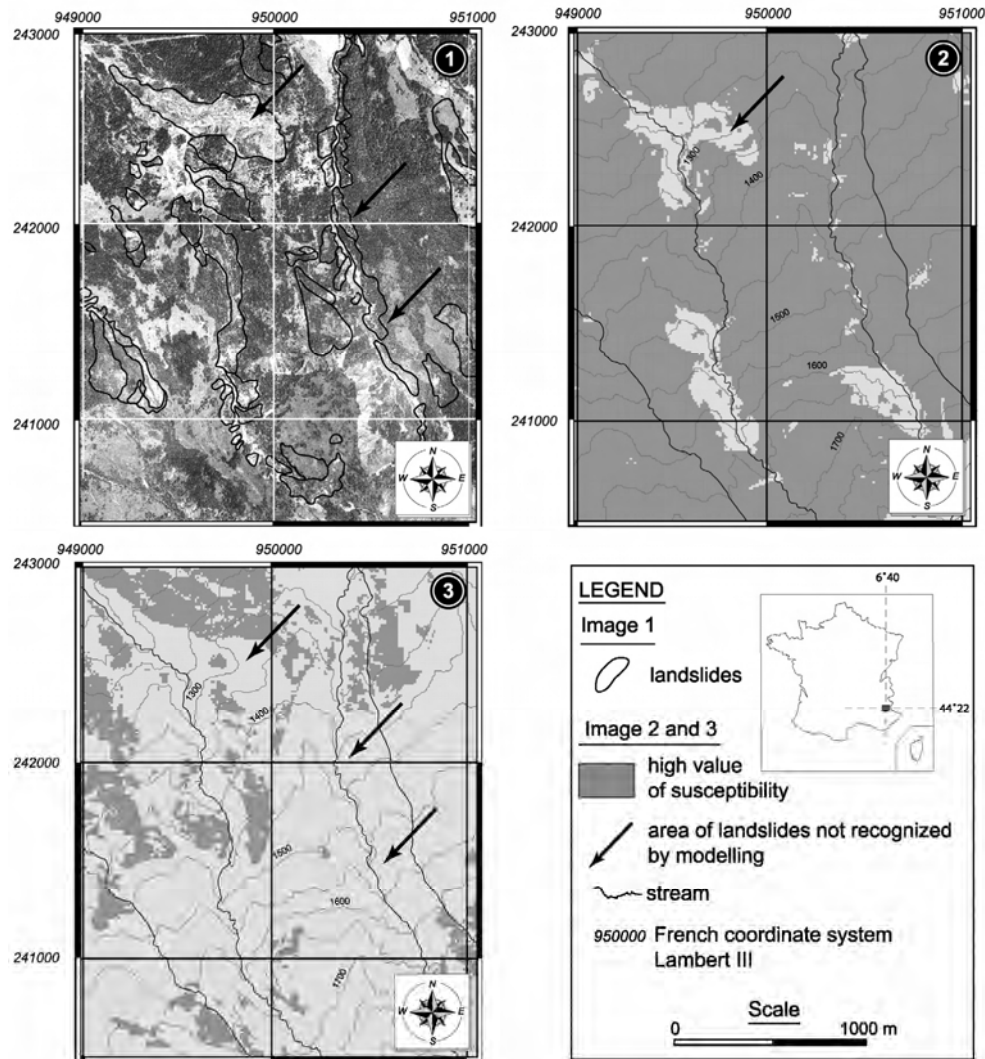 949000 950000 951000
243000
1
242000
241000
N
W E
S
949000 950000 951000
243000
2
1300
1400
242000
1500
1600
241000
1700
N
W E
S
949000 950000 951000
243000
3
1300
1400
242000
1500
1600
241000
1700
N
W E
S
LEGEND
Image 1
landslides
Image 2 and 3
high value
of susceptibility
area of landslides not recognized
by modelling
stream
950000 French coordinate system
Lambert III
Scale
0 1000 m
6°40
44°22